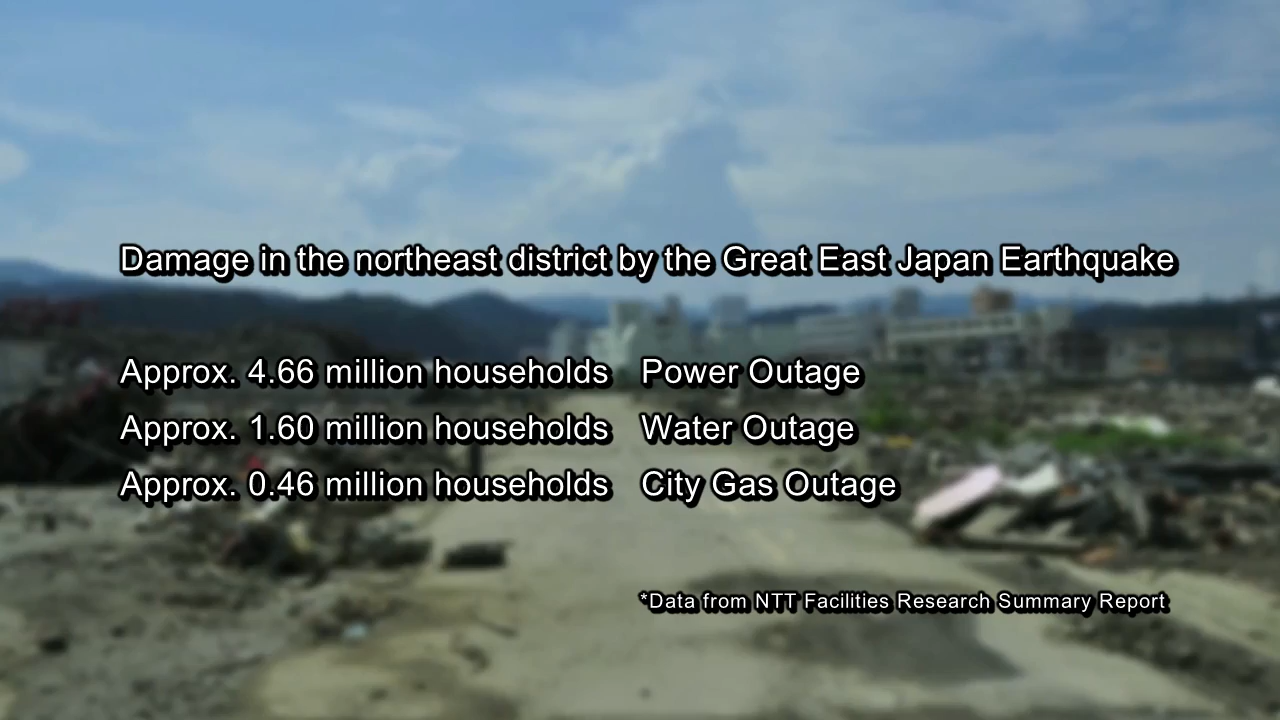 Damage in the northeast district by the Great East Japan Earthquake
Approx. 4.66 million households Power Outage
Approx. 1.60 million households Water Outage
Approx. 0.46 million households City Gas Outage
*Data from NTT Facilities Research Summary Report